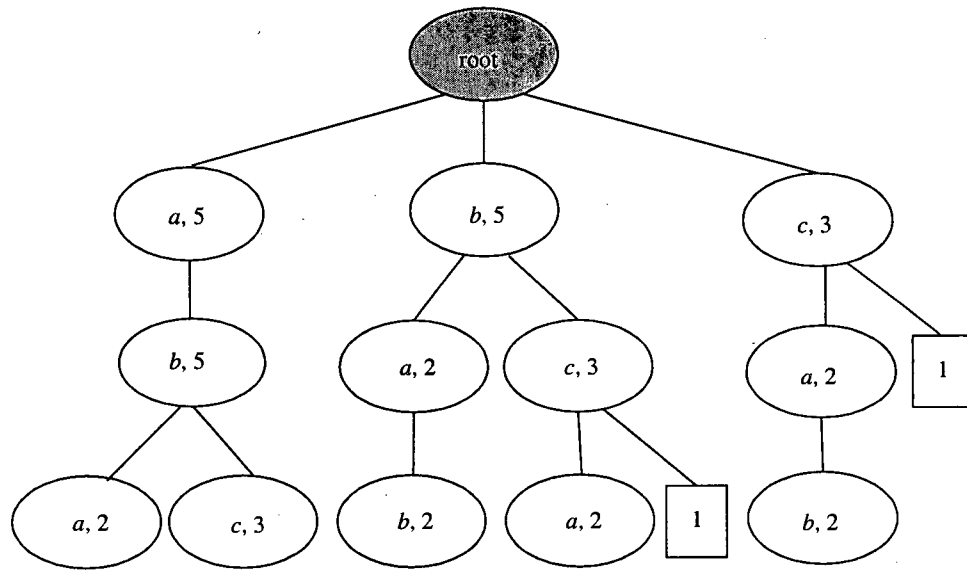 root
a, 5
b, 5
c, 3
b, 5
a, 2
c, 3
a, 2
1
a, 2
c, 3
b, 2
a, 2
1
b, 2